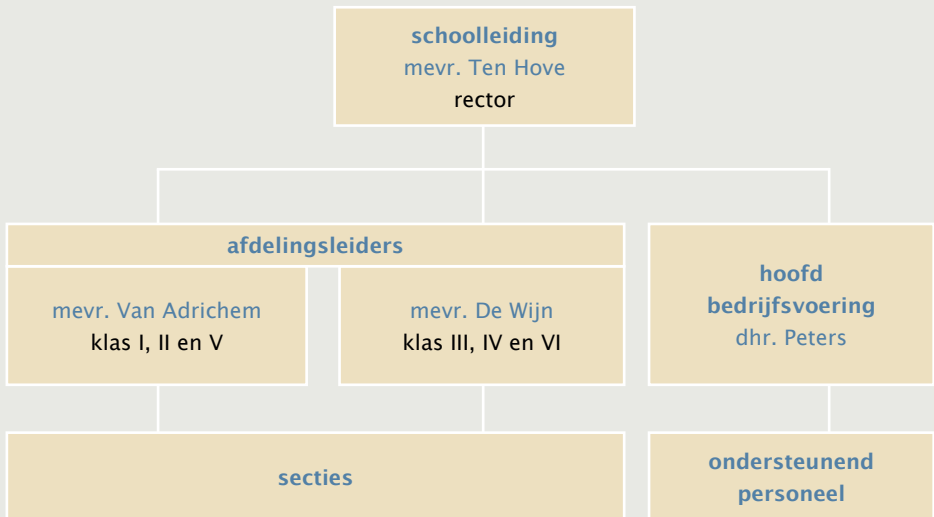 schoolleiding
mevr. Ten Hove
rector
afdelingsleiders
mevr. Van Adrichem
klas I, II en V
mevr. De Wijn
klas III, IV en VI
hoofd
bedrijfsvoering
dhr. Peters
secties
ondersteunend
personeel